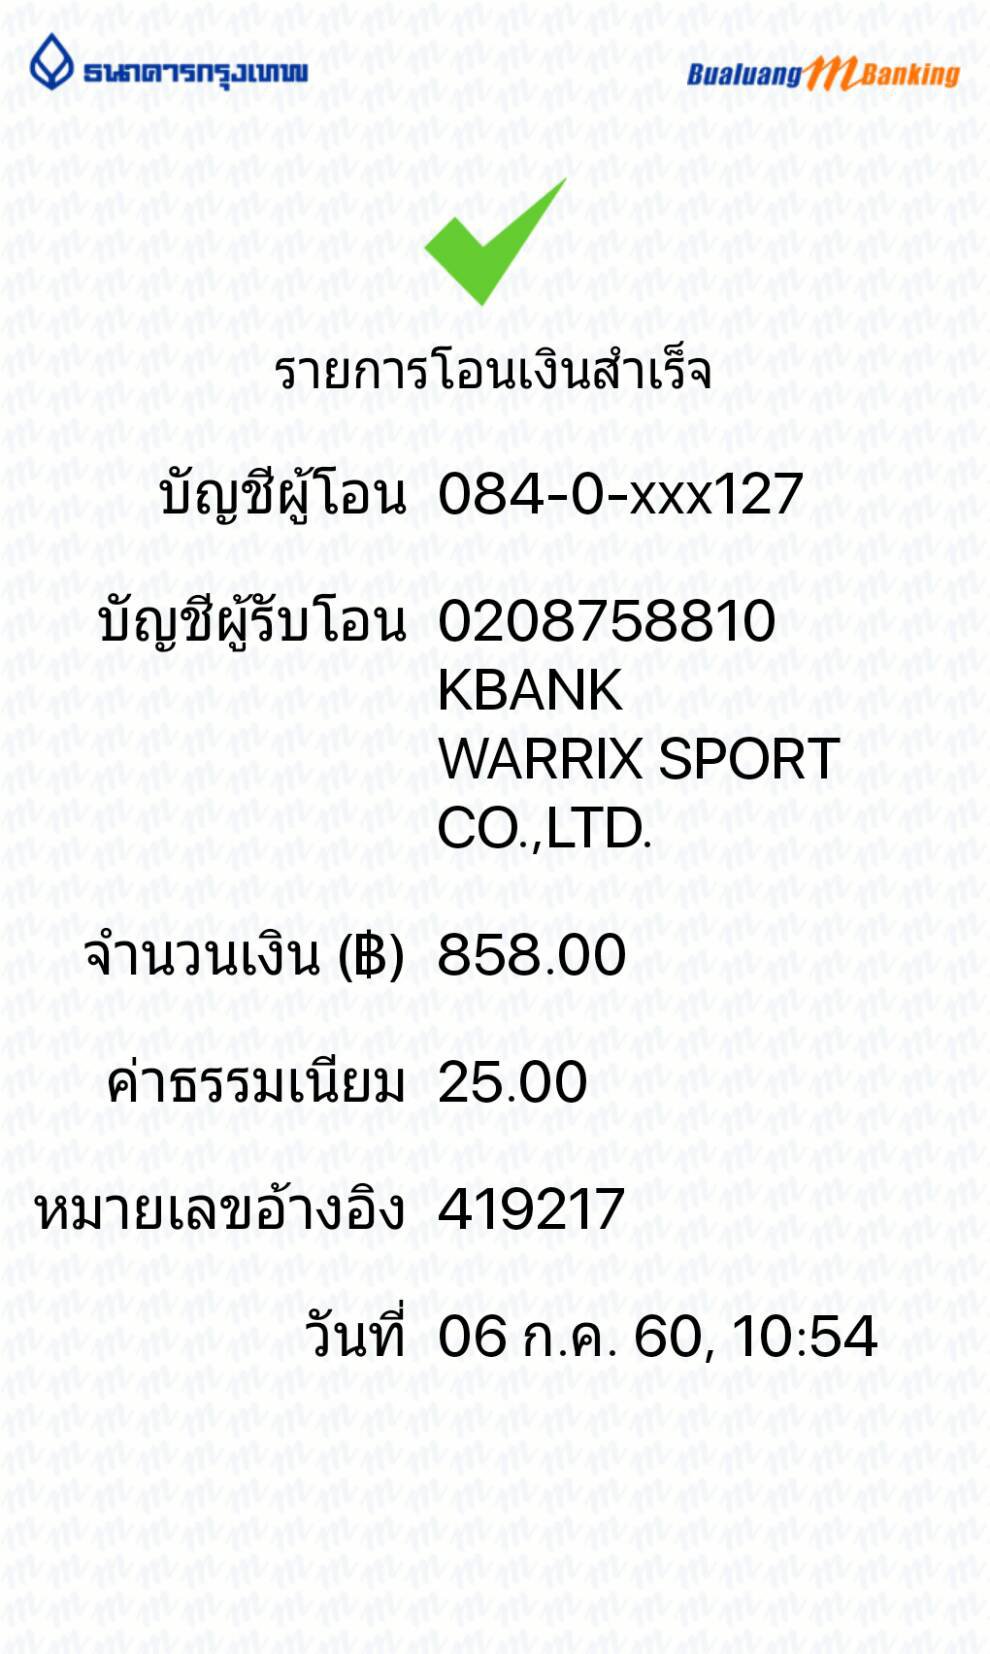 ธนาคารกรุงเทพ
Bualuang mBanking
รายการโอนเงินสำเร็จ
บัญชีผู้โอน 084-0-xxx127
บัญชีผู้รับโอน 0208758810
KBANK
WARRIX SPORT
CO.,LTD.
จำนวนเงิน (฿) 858.00
ค่าธรรมเนียม 25.00
หมายเลขอ้างอิง 419217
วันที่ 06 ก.ค. 60, 10:54